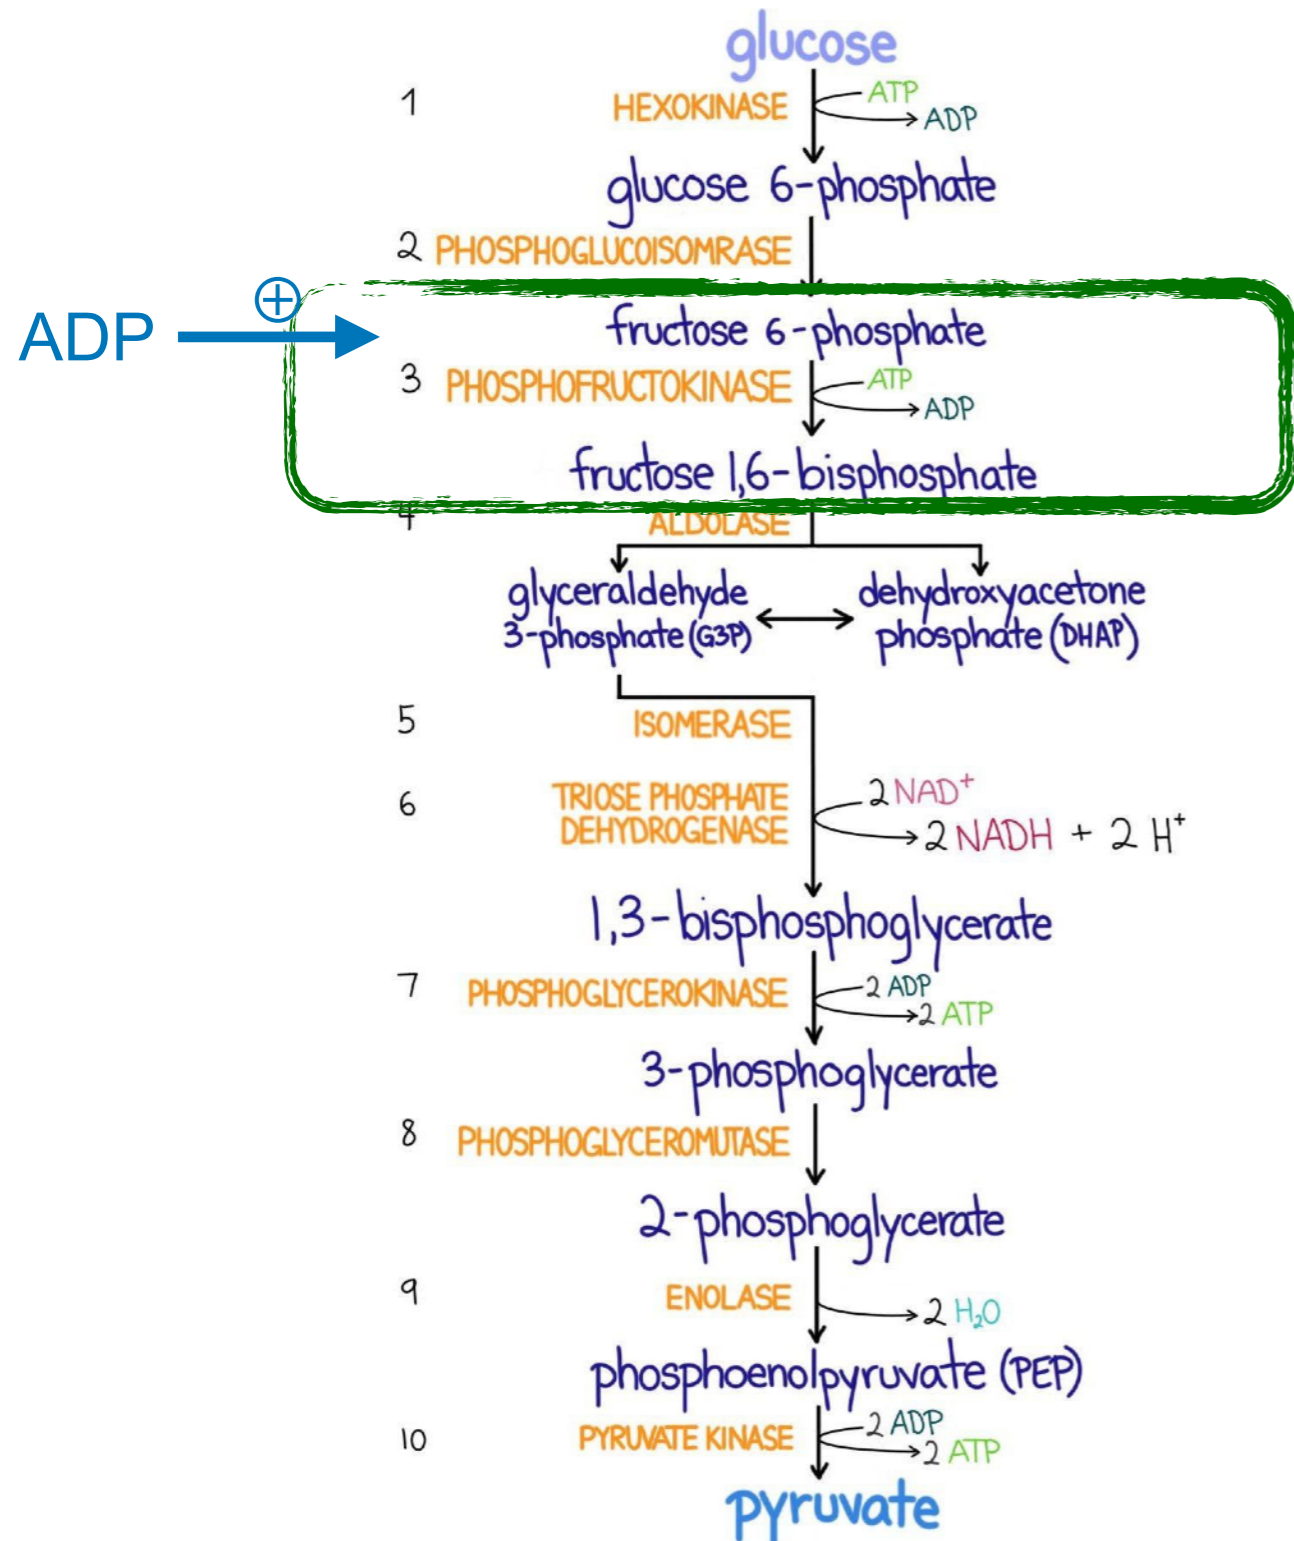 glucose
1 HEXOKINASE ATP
ADP
glucose 6-phosphate
2 PHOSPHOGLUCOISOMRASE
+
ADP fructose 6-phosphate
3 PHOSPHOFRUCTOKINASE ATP
ADP
fructose 1,6-bisphosphate
4 ALDOLASE
glyceraldehyde dehydroxyacetone
3-phosphate (G3P) phosphate (DHAP)
5 ISOMERASE
6 TRIOSE PHOSPHATE 2 NAD+
DEHYDROGENASE 2 NADH + 2 H+
1,3-bisphosphoglycerate
7 PHOSPHOGLYCEROKINASE 2 ADP
2 ATP
3-phosphoglycerate
8 PHOSPHOGLYCEROMUTASE
2-phosphoglycerate
9 ENOLASE 2 H₂O
phosphoenolpyruvate (PEP)
10 PYRUVATE KINASE 2 ADP
2 ATP
pyruvate